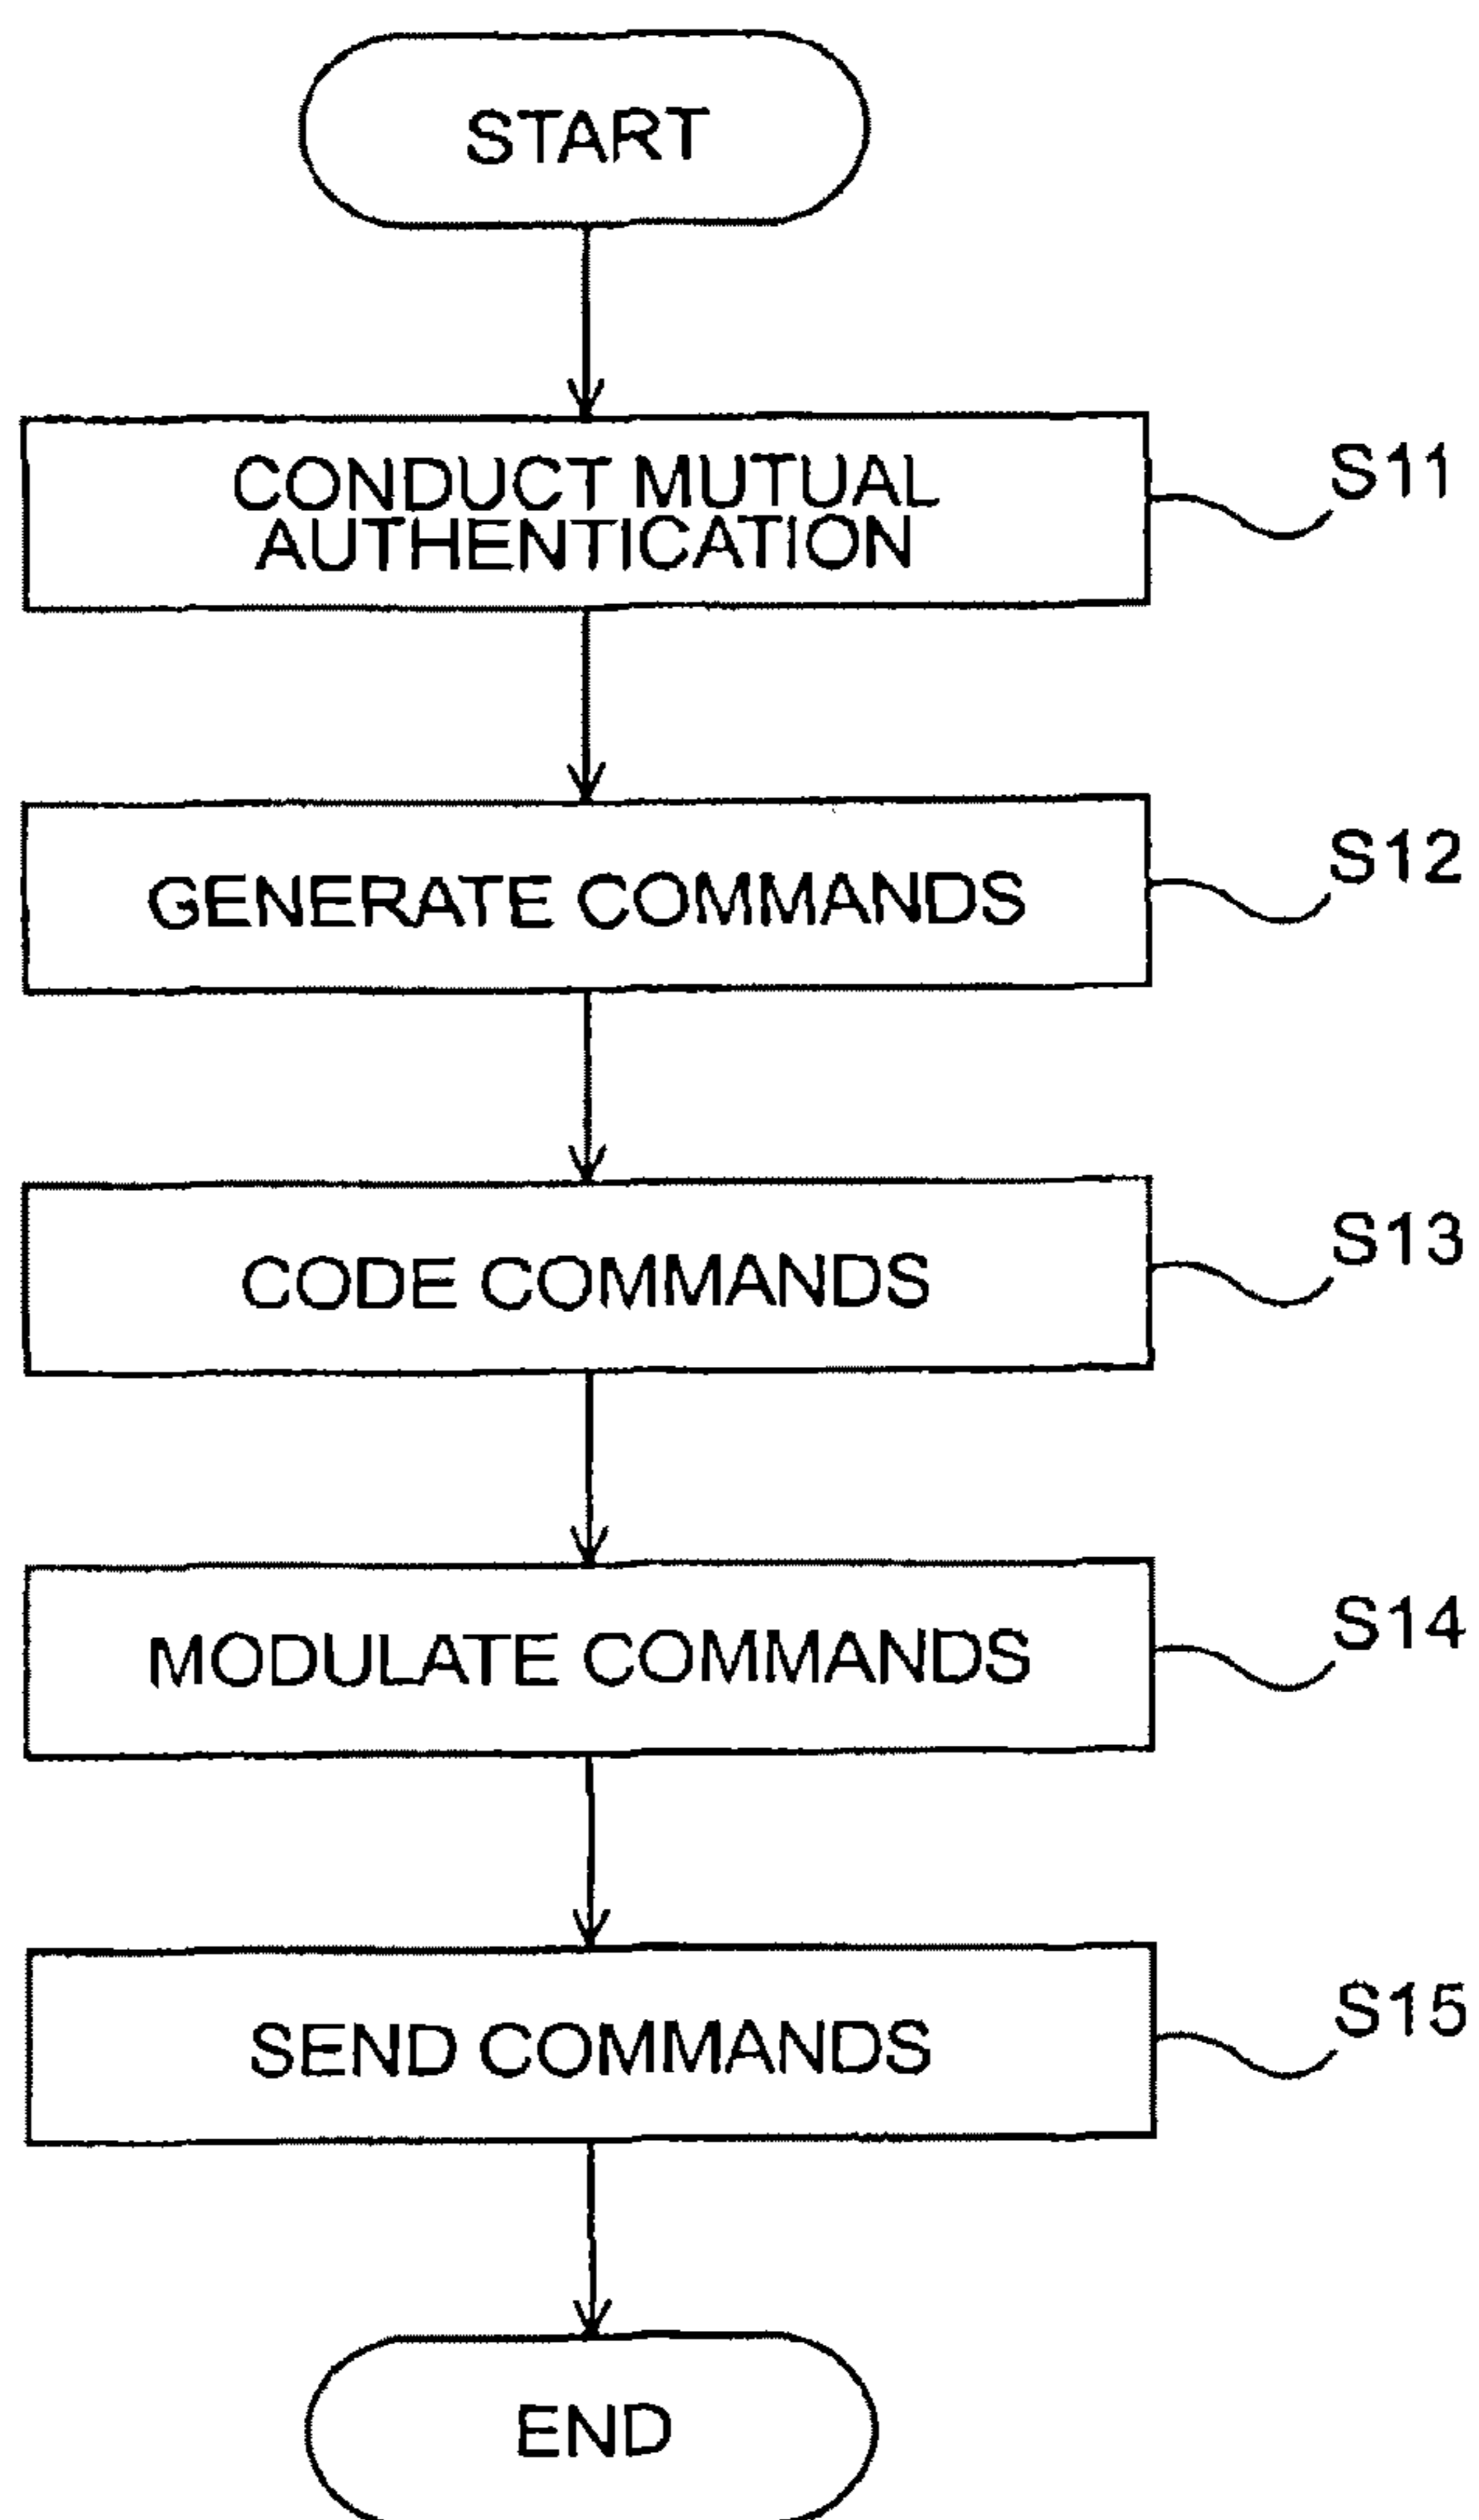 START
CONDUCT MUTUAL
AUTHENTICATION
S11
GENERATE COMMANDS
S12
CODE COMMANDS
S13
MODULATE COMMANDS
S14
SEND COMMANDS
S15
END